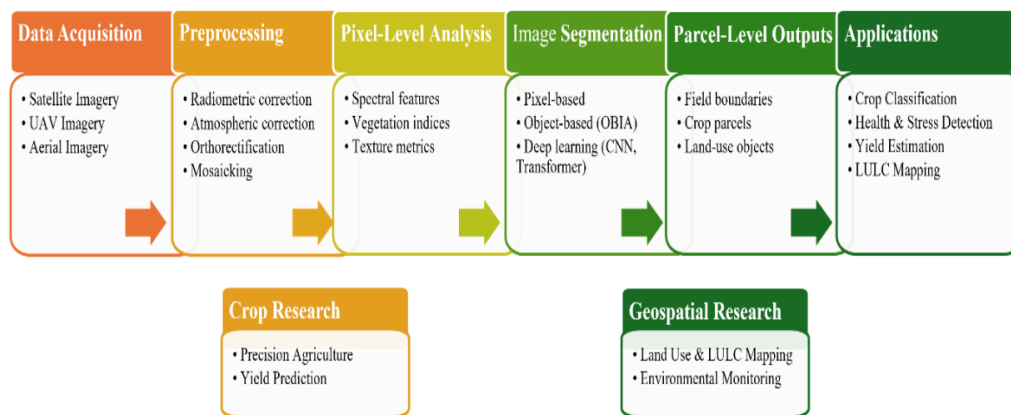 Data Acquisition
• Satellite Imagery
• UAV Imagery
• Aerial Imagery
Preprocessing
• Radiometric correction
• Atmospheric correction
• Orthorectification
• Mosaicking
Pixel-Level Analysis
• Spectral features
• Vegetation indices
• Texture metrics
Image Segmentation
• Pixel-based
• Object-based (OBIA)
• Deep learning (CNN,
Transformer)
Parcel-Level Outputs
• Field boundaries
• Crop parcels
• Land-use objects
Applications
• Crop Classification
• Health & Stress Detection
• Yield Estimation
• LULC Mapping
Crop Research
• Precision Agriculture
• Yield Prediction
Geospatial Research
• Land Use & LULC Mapping
• Environmental Monitoring